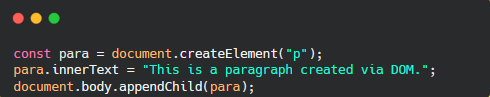 const para = document.createElement("p");
para.innerText = "This is a paragraph created via DOM.";
document.body.appendChild(para);